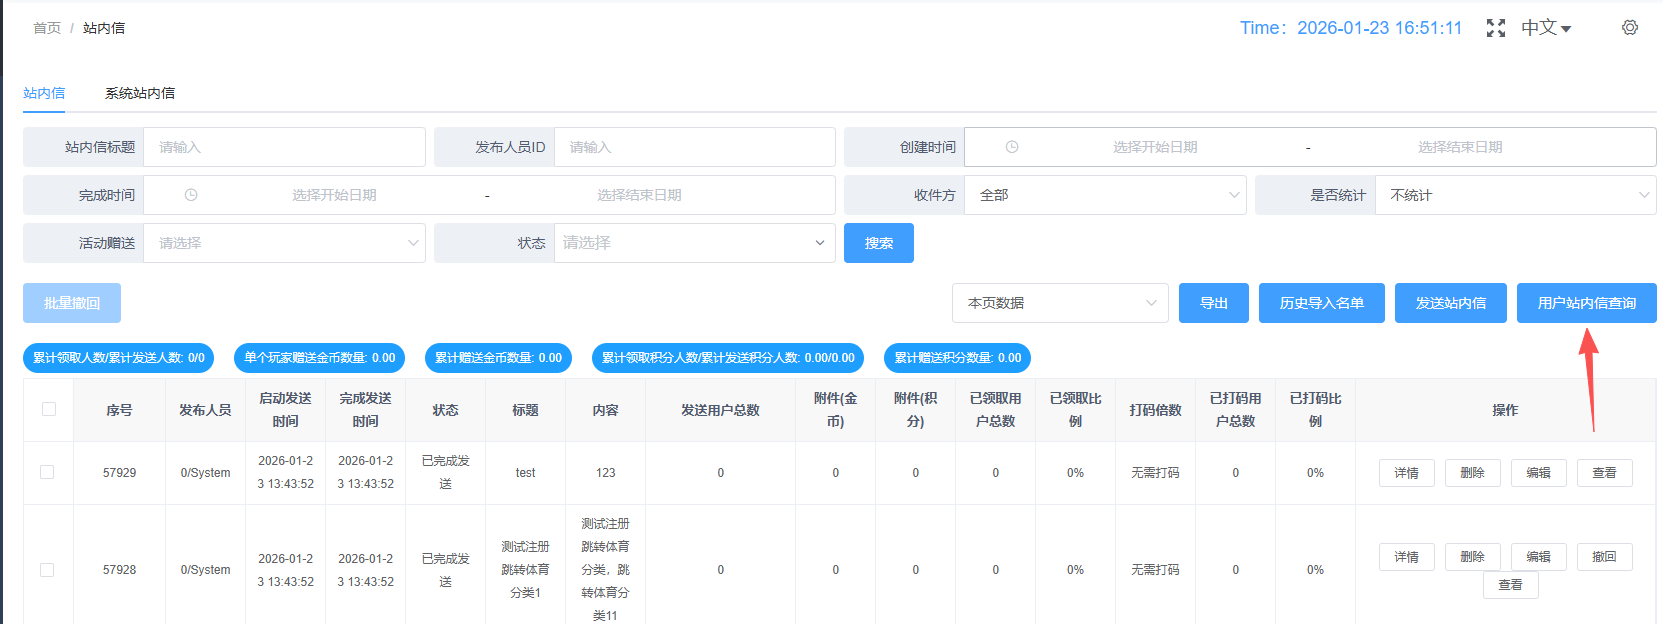 首页 / 站内信
Time: 2026-01-23 16:51:11 中文
站内信 系统站内信
站内信标题 请输入 发布人员ID 请输入 创建时间 选择开始日期 - 选择结束日期
完成时间 选择开始日期 - 选择结束日期 收件方 全部 是否统计 不统计
活动赠送 请选择 状态 请选择 搜索
批量撤回 本页数据 导出 历史导入名单 发送站内信 用户站内信查询
累计领取人数/累计发送人数: 0/0 单个玩家赠送金币数量: 0.00 累计赠送金币数量: 0.00 累计领取积分人数/累计发送积分人数: 0.00/0.00 累计赠送积分数量: 0.00
序号 发布人员 启动发送时间 完成发送时间 状态 标题 内容 发送用户总数 附件(金币) 附件(积分) 已领取用户总数 已领取比例 打码倍数 已打码用户总数 已打码比例 操作
57929 0/System 2026-01-23 13:43:52 2026-01-23 13:43:52 已完成发送 test 123 0 0 0 0 0% 无需打码 0 0% 详情 删除 编辑 查看
57928 0/System 2026-01-23 13:43:52 2026-01-23 13:43:52 已完成发送 测试注册跳转体育分类1 测试注册跳转体育分类，跳转体育分类11 0 0 0 0 0% 无需打码 0 0% 详情 删除 编辑 撤回 查看